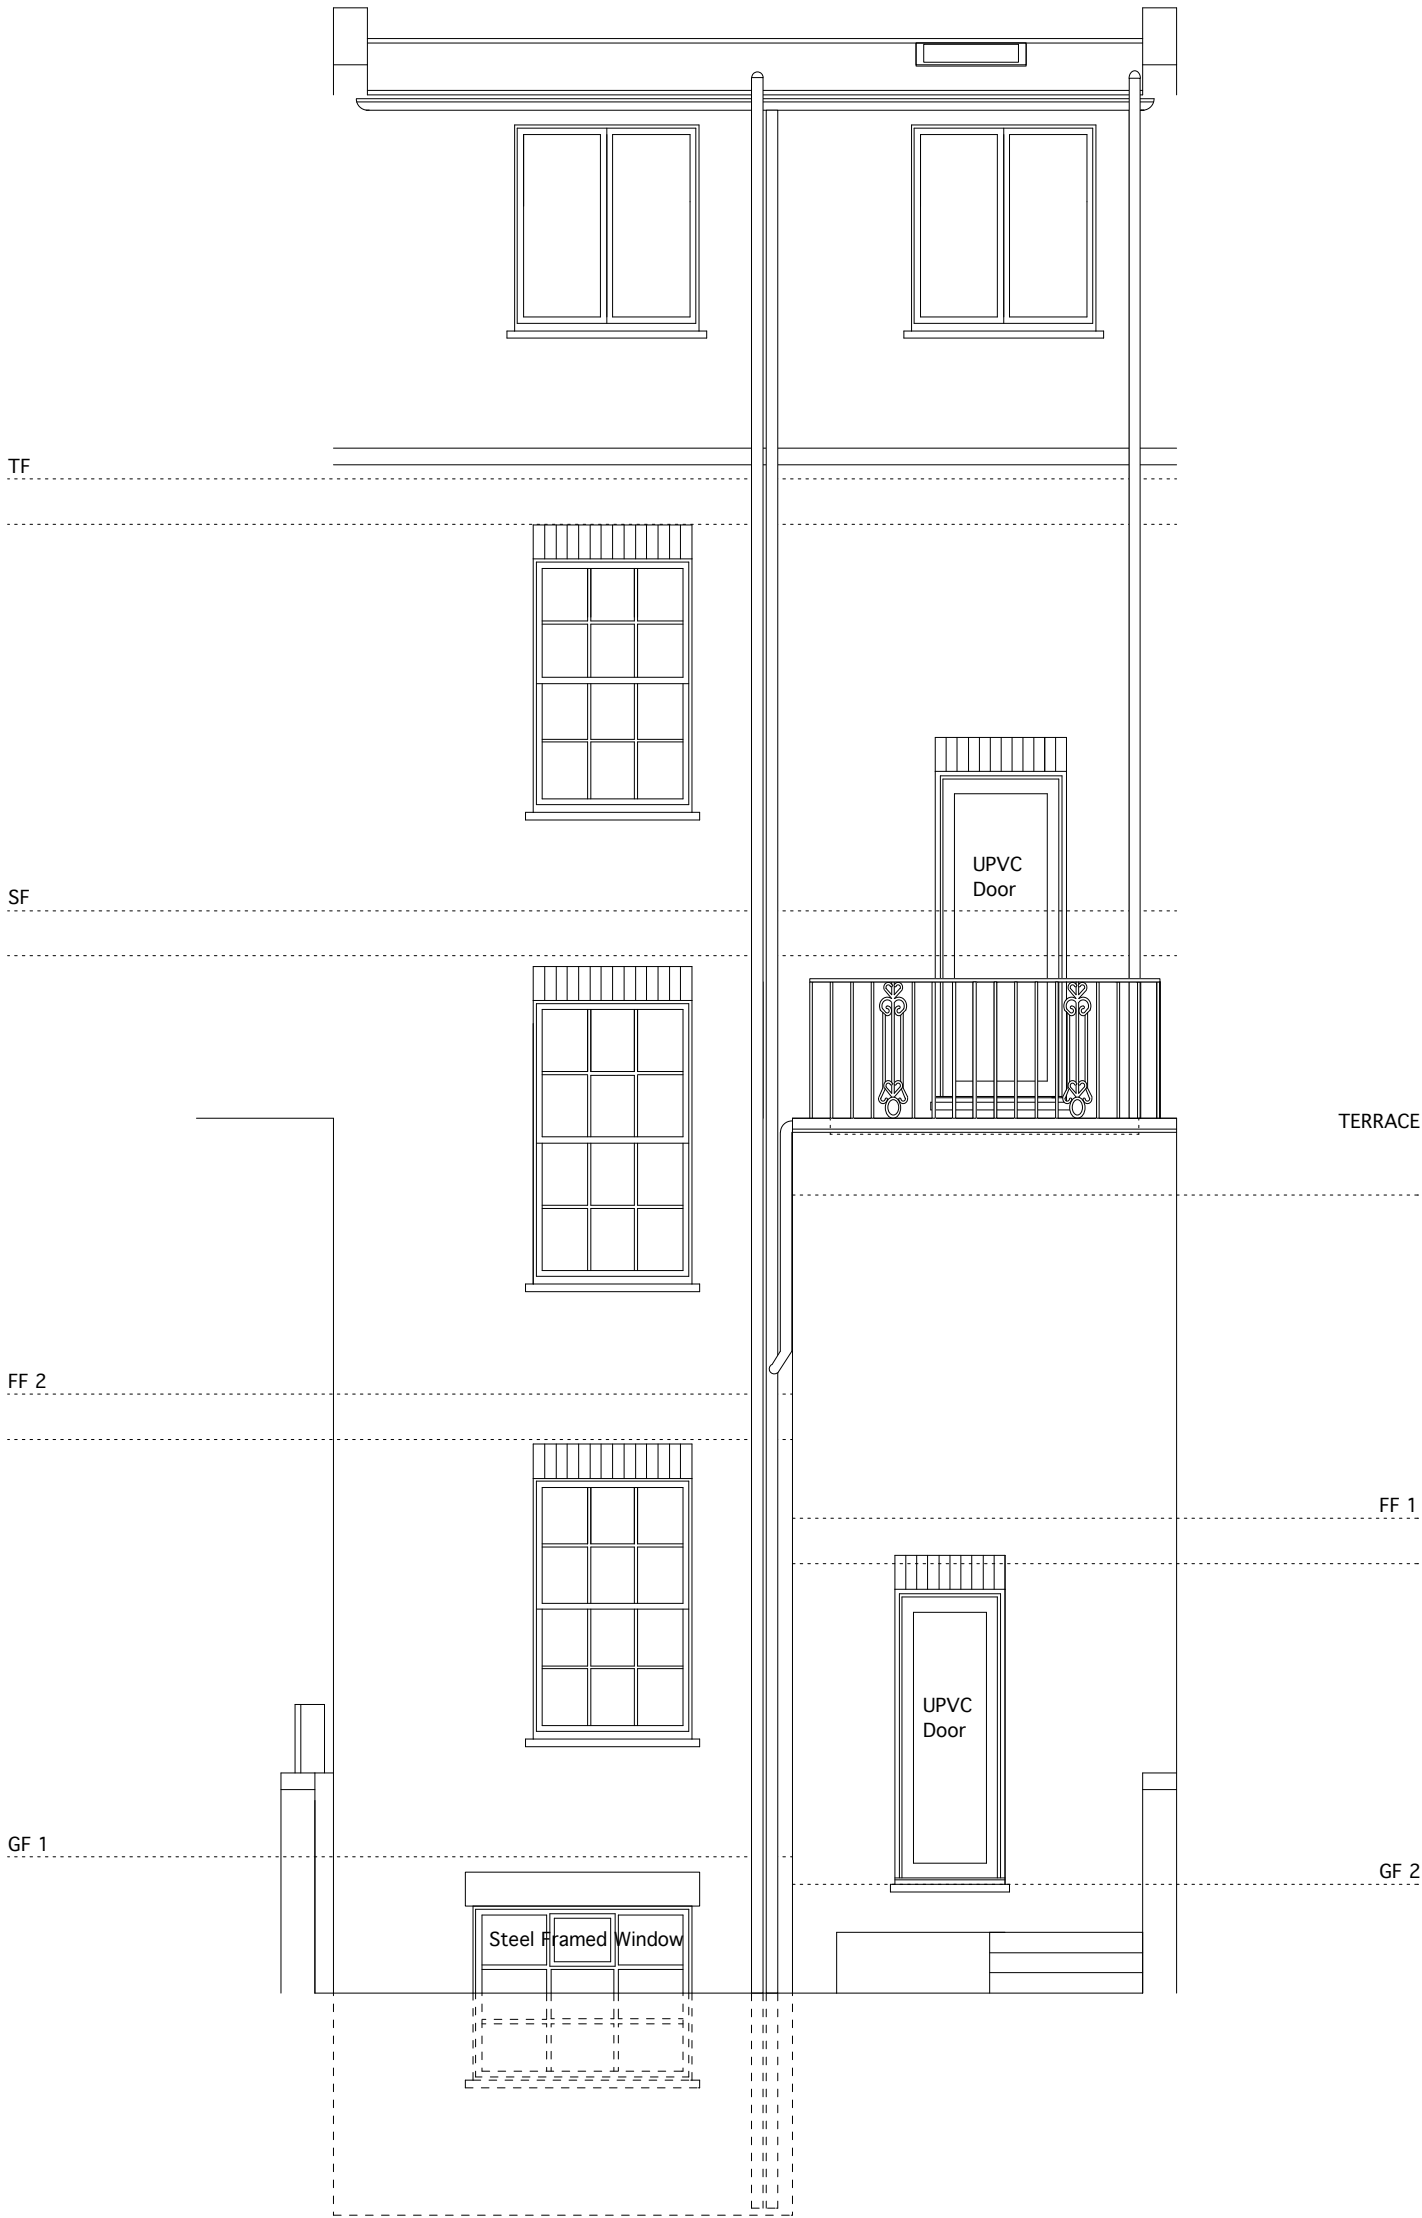 TF
UPVC
Door
SF
TERRACE
FF 2
FF 1
UPVC
Door
GF 1
GF 2
Steel Framed Window